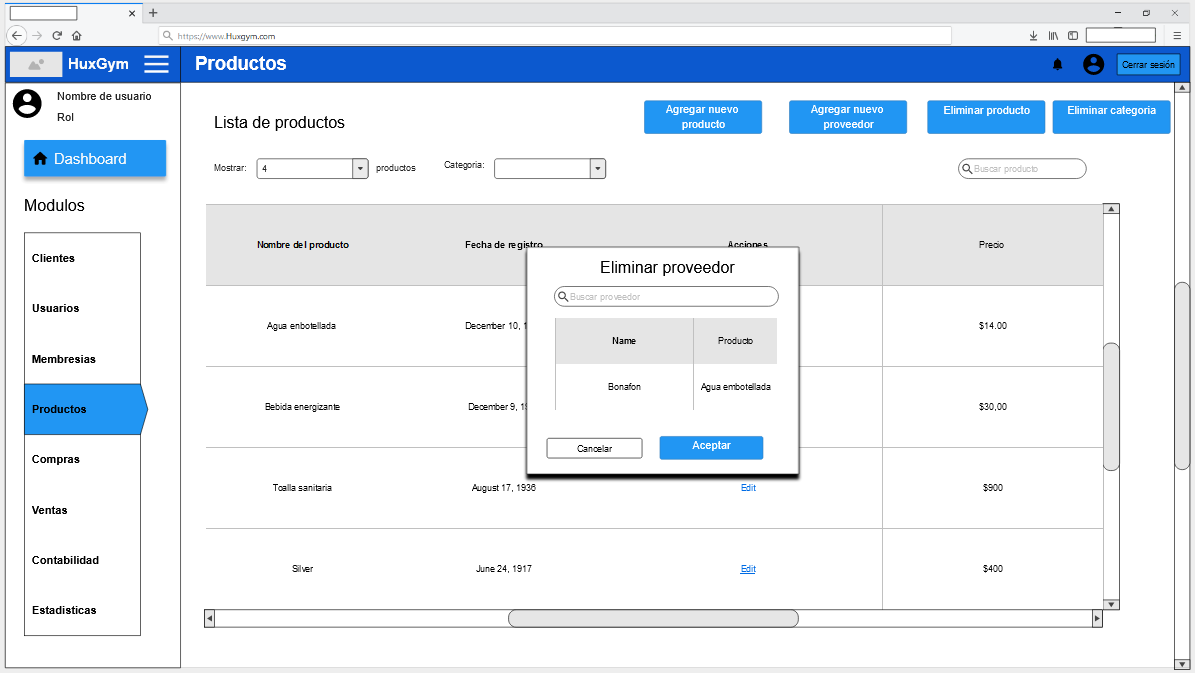 https://www.Huxgym.com
HuxGym
Productos
Cerrar sesión
Nombre de usuario
Rol
Dashboard
Modulos
Clientes
Usuarios
Membresias
Productos
Compras
Ventas
Contabilidad
Estadisticas
Lista de productos
Agregar nuevo
producto
Agregar nuevo
proveedor
Eliminar producto
Eliminar categoria
Mostrar:
4
productos
Categoria:
Buscar producto
Nombre del producto
Fecha de registro
Acciones
Precio
Agua enbotellada
December 10, 1
$14.00
Bebida energizante
December 9, 19
$30,00
Toalla sanitaria
August 17, 1936
Edit
$900
Silver
June 24, 1917
Edit
$400
Eliminar proveedor
Buscar proveedor
Name
Producto
Bonafon
Agua embotellada
Cancelar
Aceptar